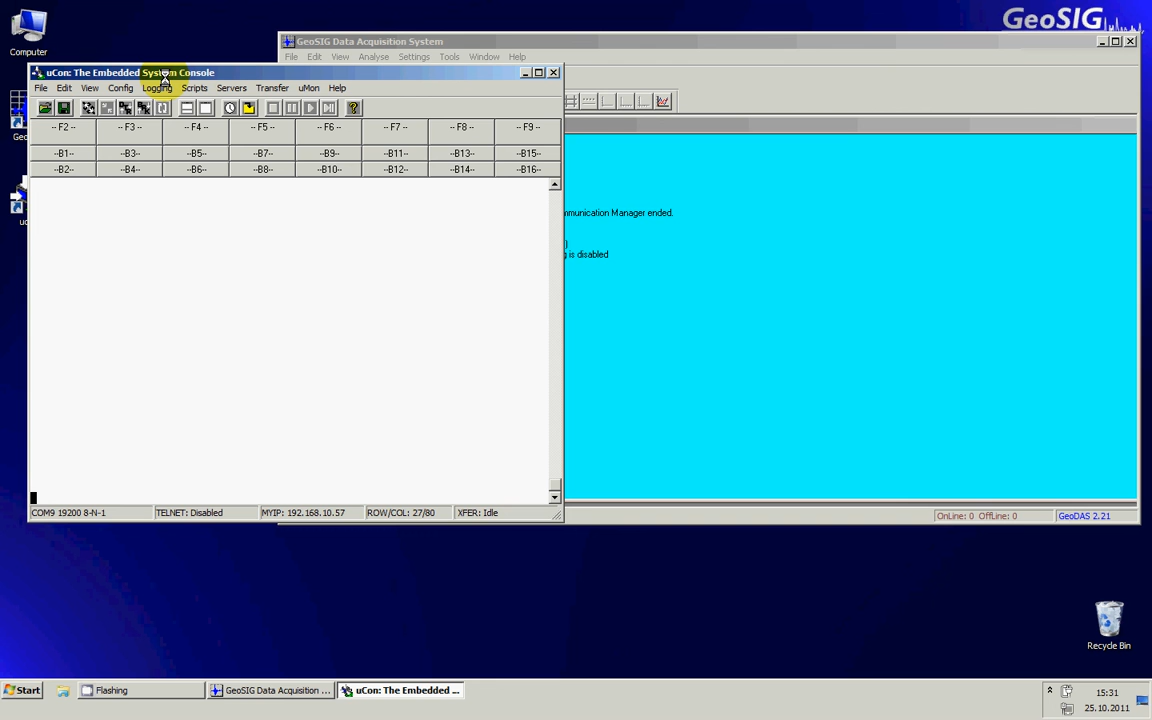 GeoSIG
Computer
GeoSIG Data Acquisition System
File Edit View Analyse Settings Tools Window Help
uCon: The Embedded System Console
File Edit View Config Logging Scripts Servers Transfer uMon Help
-- F2 -- -- F3 -- -- F4 -- -- F5 -- -- F6 -- -- F7 -- -- F8 -- -- F9 --
--B1-- --B3-- --B5-- --B7-- --B9-- --B11-- --B13-- --B15--
--B2-- --B4-- --B6-- --B8-- --B10-- --B12-- --B14-- --B16--
Geo
uc
mmunication Manager ended.
)
g is disabled
COM9 19200 8-N-1 TELNET: Disabled MYIP: 192.168.10.57 ROW/COL: 27/80 XFER: Idle
OnLine: 0 OffLine: 0 GeoDAS 2.21
Recycle Bin
Start Flashing GeoSIG Data Acquisition ... uCon: The Embedded ...
15:31
25.10.2011